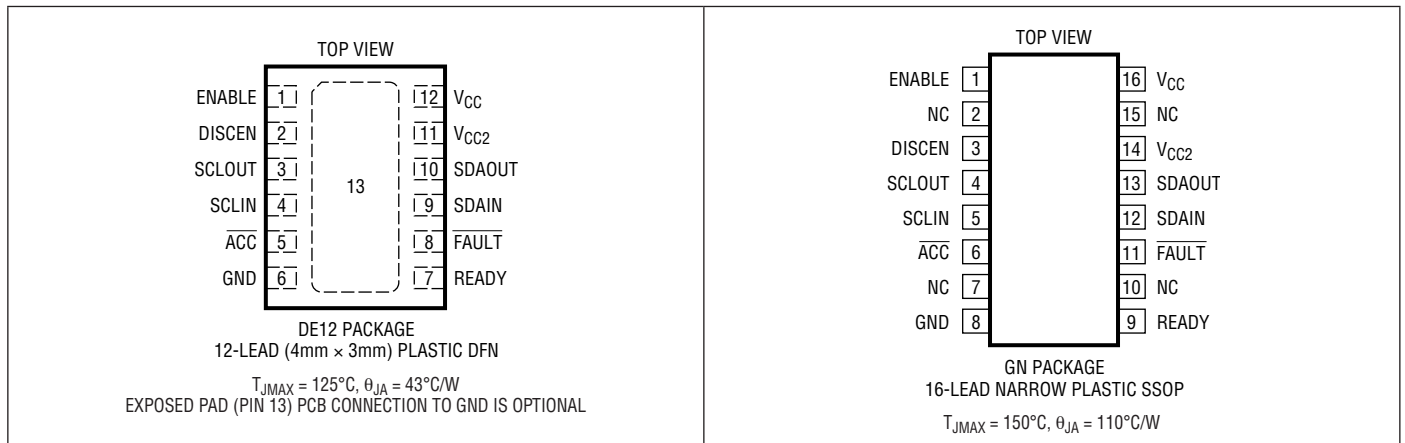 TOP VIEW
ENABLE 1
DISCEN 2
SCLOUT 3
SCLIN 4
ACC 5
GND 6
13
12 VCC
11 VCC2
10 SDAOUT
9 SDAIN
8 FAULT
7 READY
DE12 PACKAGE
12-LEAD (4mm × 3mm) PLASTIC DFN
TJMAX = 125°C, θJA = 43°C/W
EXPOSED PAD (PIN 13) PCB CONNECTION TO GND IS OPTIONAL
TOP VIEW
ENABLE 1
NC 2
DISCEN 3
SCLOUT 4
SCLIN 5
ACC 6
NC 7
GND 8
16 VCC
15 NC
14 VCC2
13 SDAOUT
12 SDAIN
11 FAULT
10 NC
9 READY
GN PACKAGE
16-LEAD NARROW PLASTIC SSOP
TJMAX = 150°C, θJA = 110°C/W